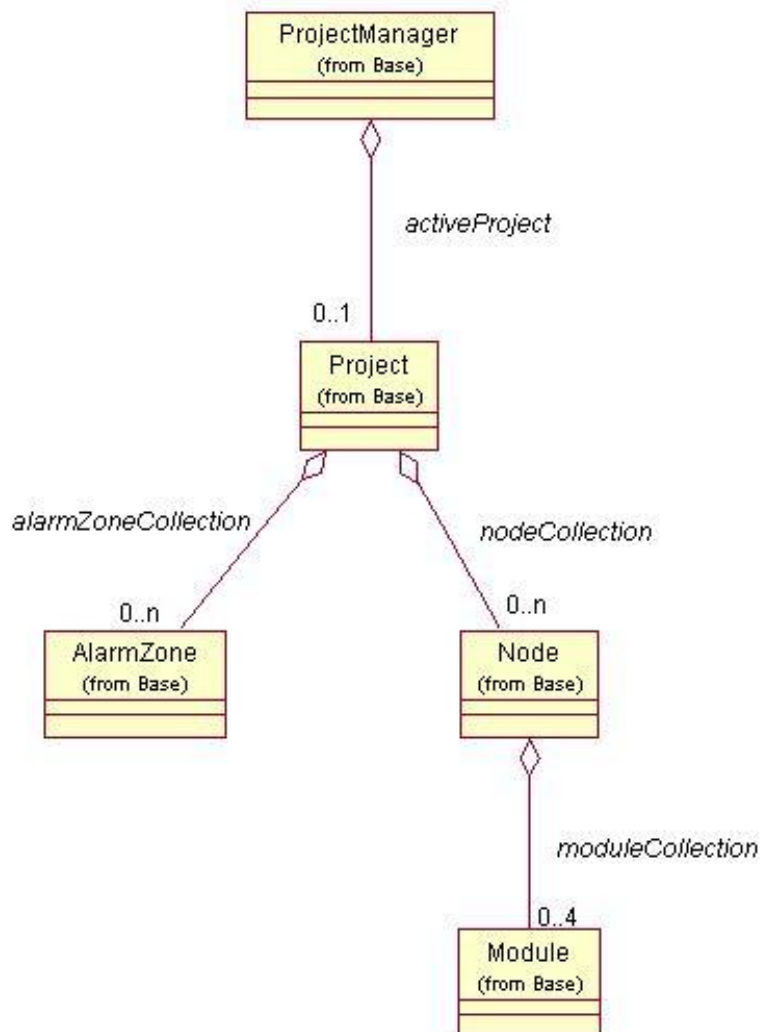 ProjectManager
(from Base)
activeProject
0..1
Project
(from Base)
alarmZoneCollection
nodeCollection
0..n
0..n
AlarmZone
(from Base)
Node
(from Base)
moduleCollection
0..4
Module
(from Base)